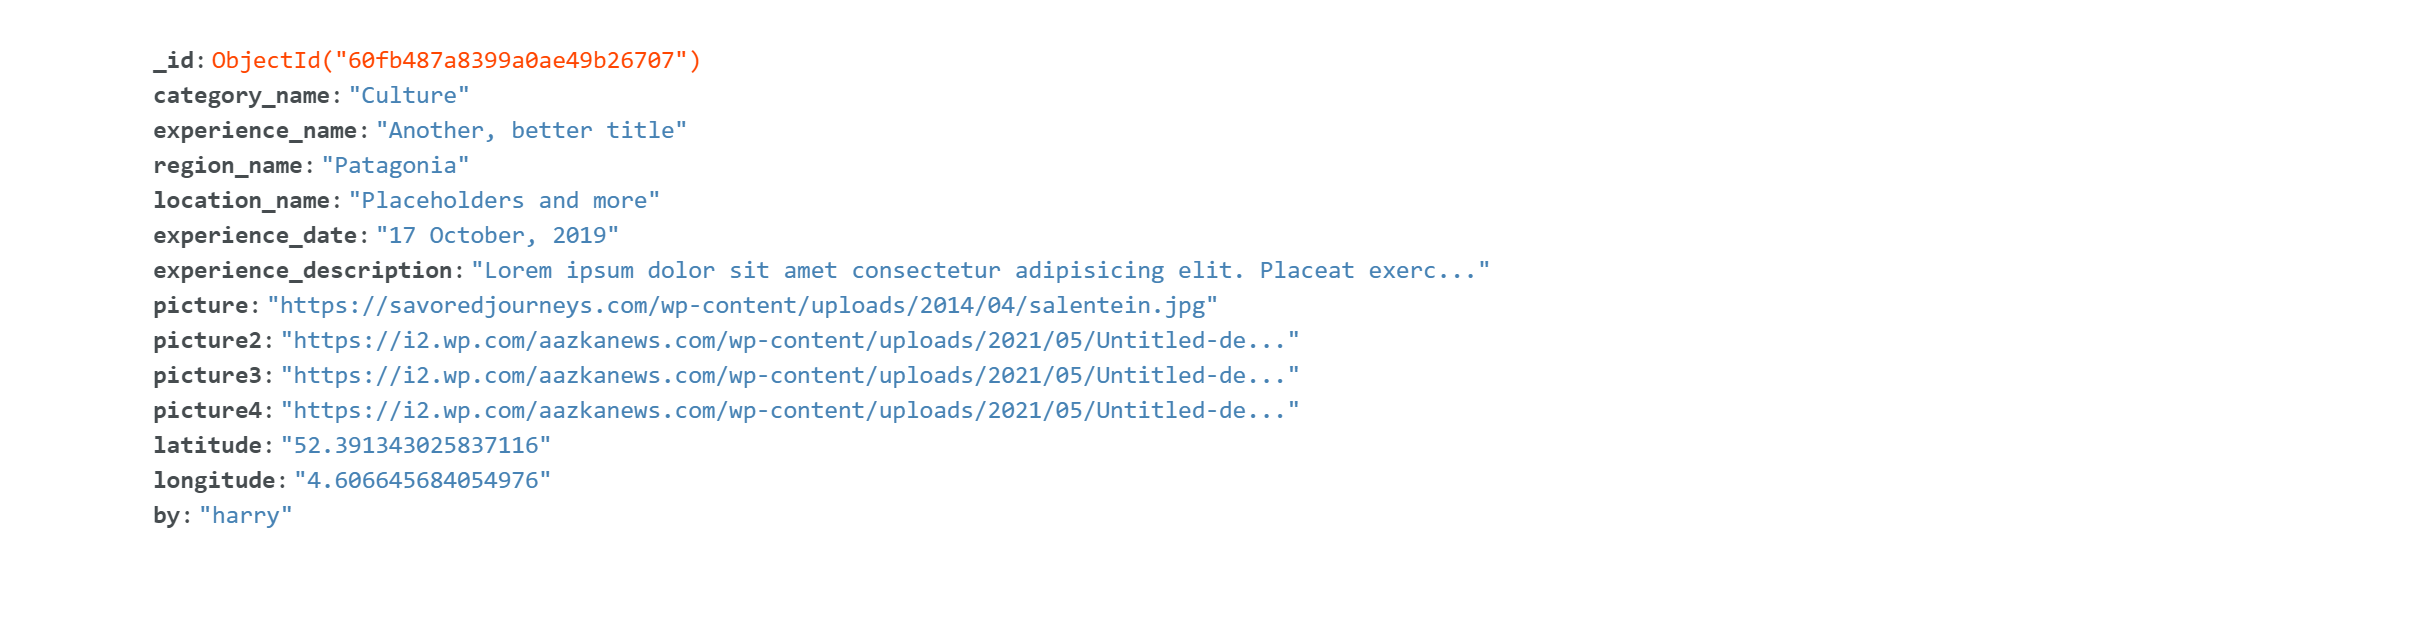 _id: ObjectId("60fb487a8399a0ae49b26707")
category_name: "Culture"
experience_name: "Another, better title"
region_name: "Patagonia"
location_name: "Placeholders and more"
experience_date: "17 October, 2019"
experience_description: "Lorem ipsum dolor sit amet consectetur adipisicing elit. Placeat exerc..."
picture: "https://savoredjourneys.com/wp-content/uploads/2014/04/salentein.jpg"
picture2: "https://i2.wp.com/aazkanews.com/wp-content/uploads/2021/05/Untitled-de..."
picture3: "https://i2.wp.com/aazkanews.com/wp-content/uploads/2021/05/Untitled-de..."
picture4: "https://i2.wp.com/aazkanews.com/wp-content/uploads/2021/05/Untitled-de..."
latitude: "52.391343025837116"
longitude: "4.606645684054976"
by: "harry"